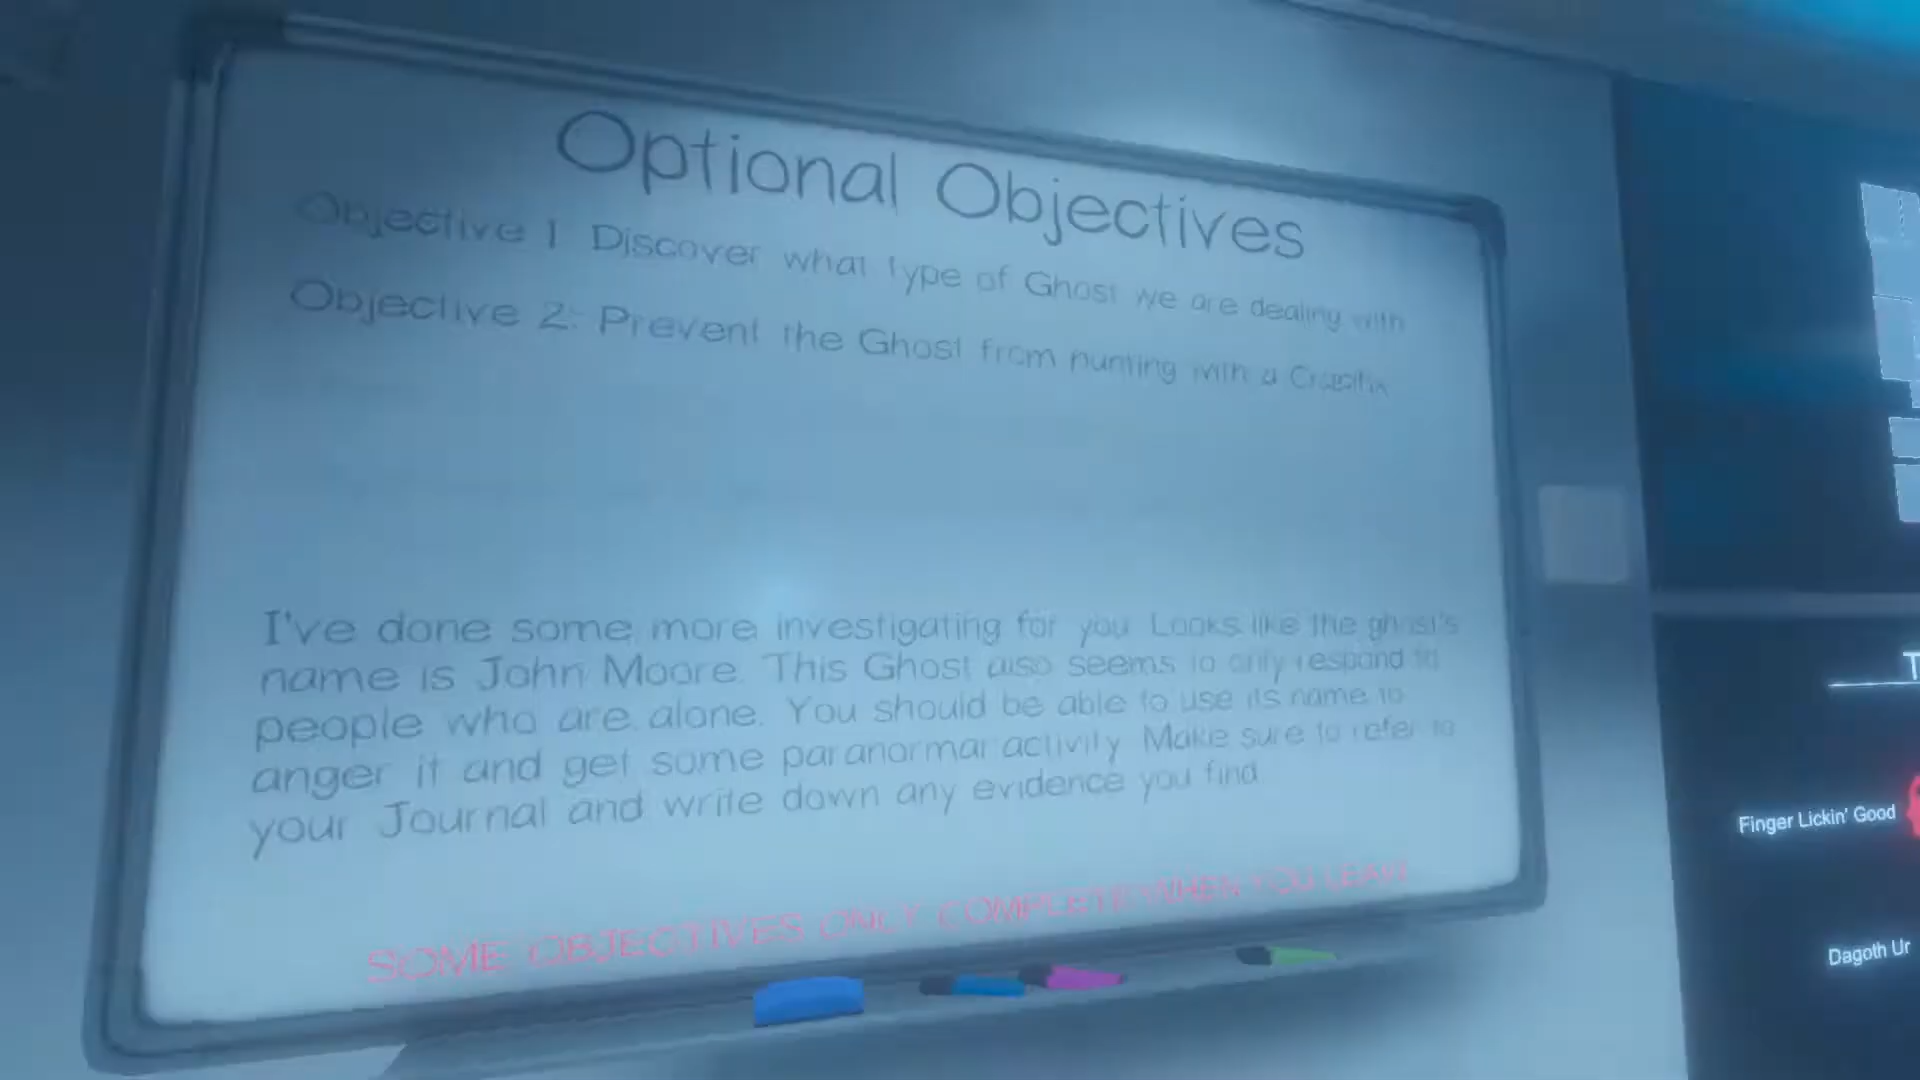 Optional Objectives
Objective 1 Discover what type of Ghost we are dealing with
Objective 2: Prevent the Ghost from hunting with a Crucifix
I've done some more investigating for you Looks like the ghost's
name is John Moore. This Ghost also seems to only respond to
people who are alone. You should be able to use its name to
anger it and get some paranormal activity Make sure to refer to
your Journal and write down any evidence you find
SOME OBJECTIVES ONLY COMPLETE WHEN YOU LEAVE
T
Finger Lickin' Good
Dagoth Ur